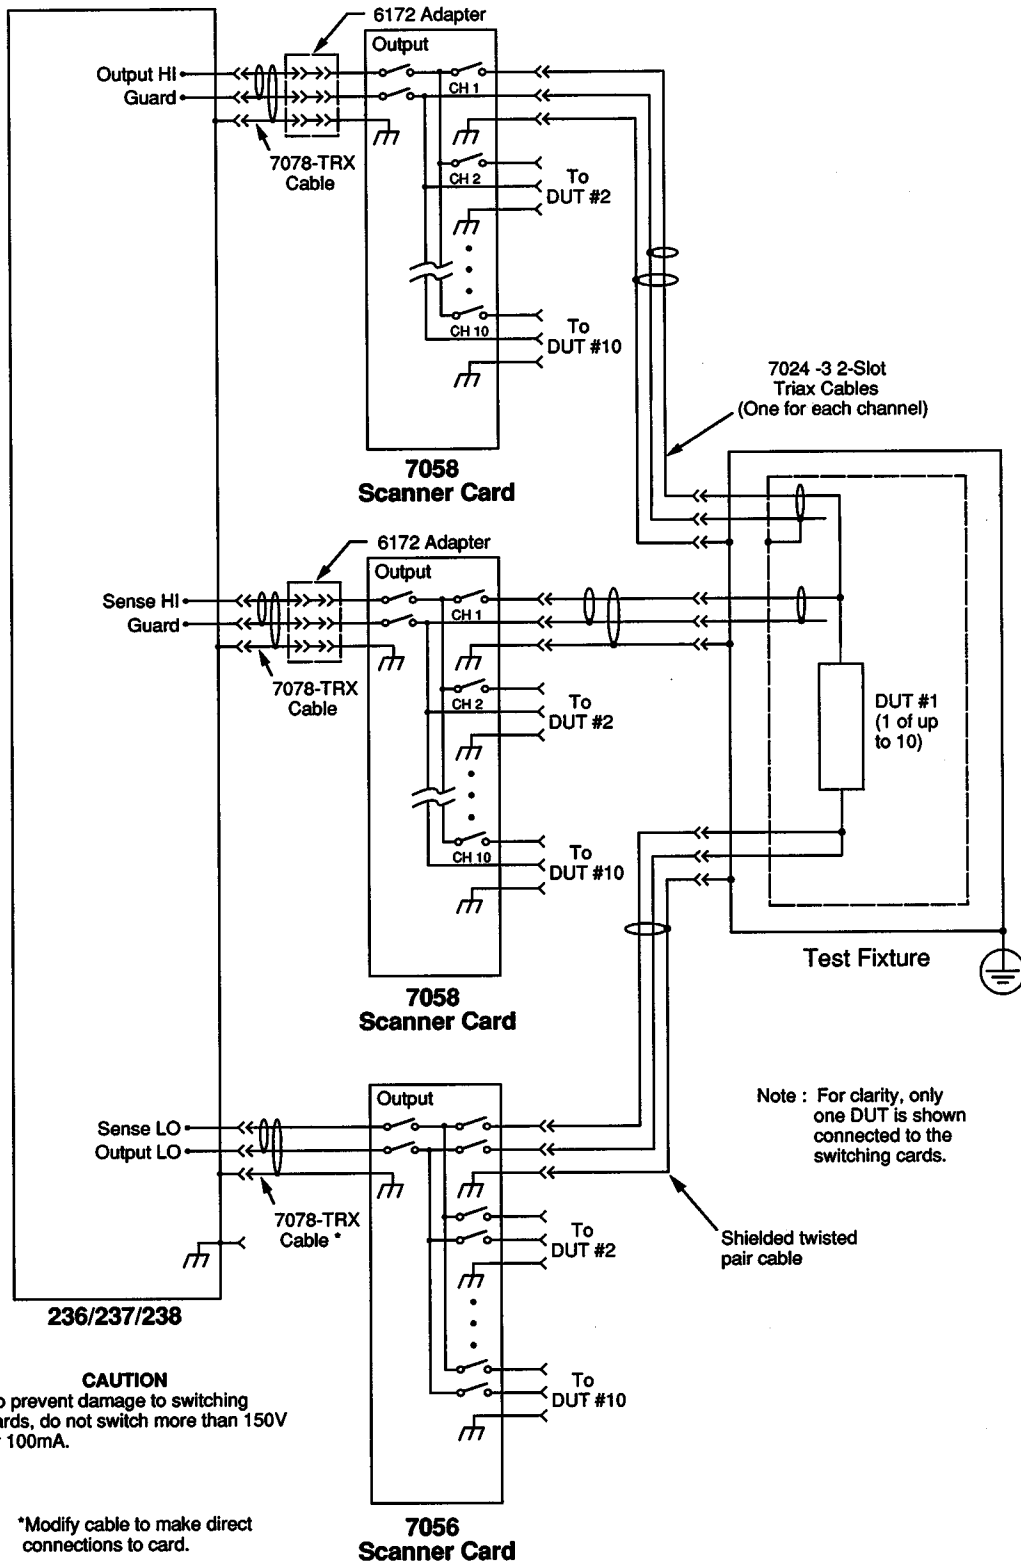 6172 Adapter
Output
Output HI
Guard
CH 1
7078-TRX
Cable
CH 2
To
DUT #2
CH 10
To
DUT #10
7058
Scanner Card
7024 -3 2-Slot
Triax Cables
(One for each channel)
6172 Adapter
Output
Sense HI
Guard
CH 1
7078-TRX
Cable
CH 2
To
DUT #2
CH 10
To
DUT #10
7058
Scanner Card
DUT #1
(1 of up
to 10)
Test Fixture
Output
Sense LO
Output LO
7078-TRX
Cable *
To
DUT #2
To
DUT #10
7056
Scanner Card
Note : For clarity, only
one DUT is shown
connected to the
switching cards.
Shielded twisted
pair cable
236/237/238
CAUTION
o prevent damage to switching
ards, do not switch more than 150V
100mA.
*Modify cable to make direct
connections to card.